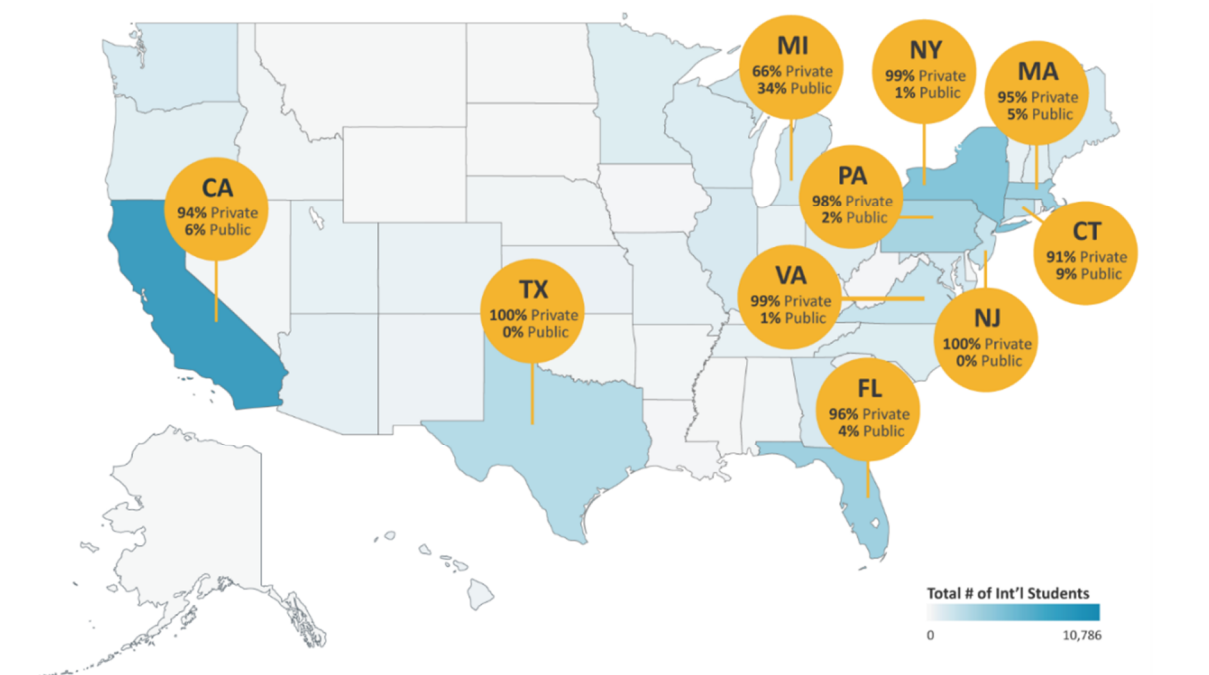 MI
66% Private
34% Public
NY
99% Private
1% Public
MA
95% Private
5% Public
CA
94% Private
6% Public
PA
98% Private
2% Public
CT
91% Private
9% Public
VA
99% Private
1% Public
TX
100% Private
0% Public
NJ
100% Private
0% Public
FL
96% Private
4% Public
Total # of Int'l Students
0 10,786